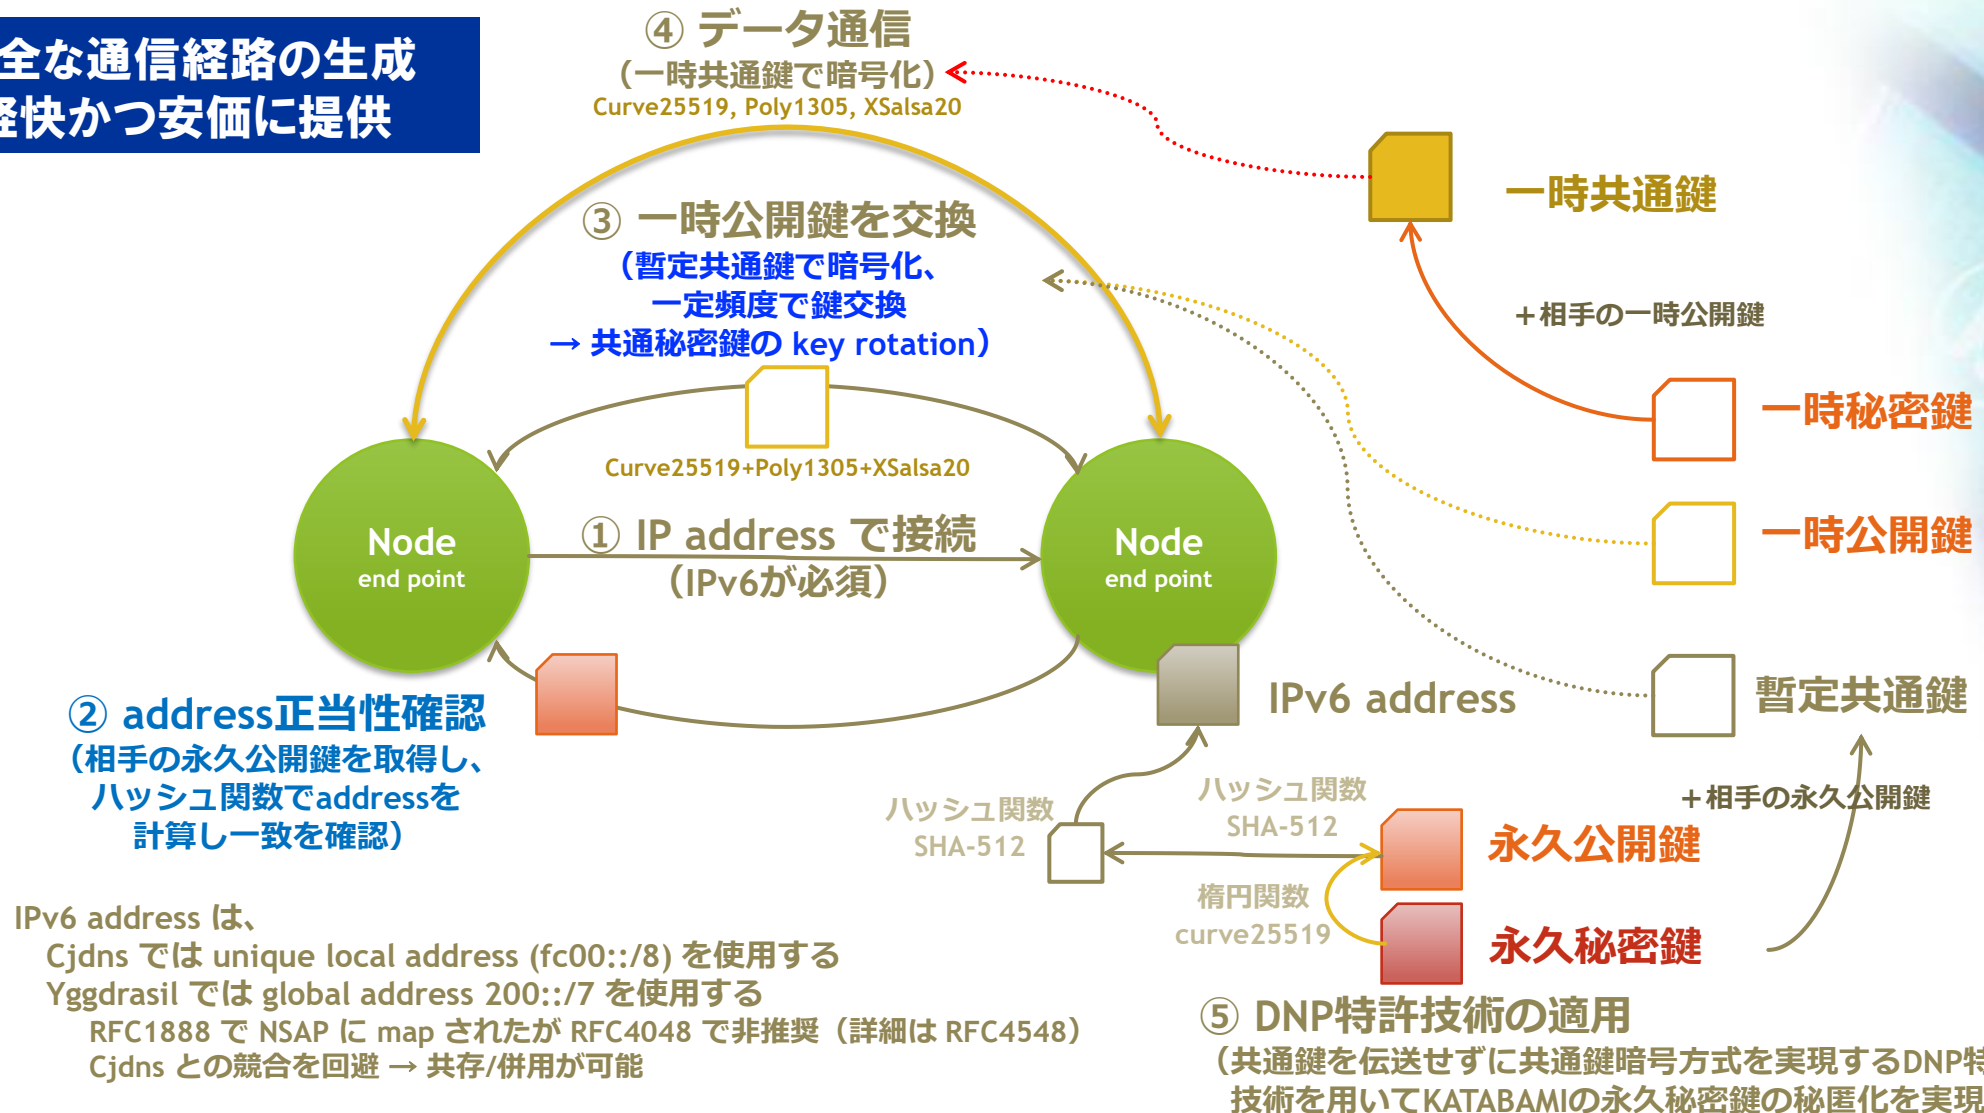 全な通信経路の生成
経快かつ安価に提供
④ データ通信
（一時共通鍵で暗号化）
Curve25519, Poly1305, XSalsa20
③ 一時公開鍵を交換
（暫定共通鍵で暗号化、
一定頻度で鍵交換
→ 共通秘密鍵の key rotation）
Curve25519+Poly1305+XSalsa20
① IP address で接続
（IPv6が必須）
Node
end point
Node
end point
② address正当性確認
（相手の永久公開鍵を取得し、
ハッシュ関数でaddressを
計算し一致を確認）
一時共通鍵
＋相手の一時公開鍵
一時秘密鍵
一時公開鍵
暫定共通鍵
＋相手の永久公開鍵
IPv6 address
ハッシュ関数
SHA-512
ハッシュ関数
SHA-512
永久公開鍵
楕円関数
curve25519
永久秘密鍵
IPv6 address は、
Cjdns では unique local address (fc00::/8) を使用する
Yggdrasil では global address 200::/7 を使用する
RFC1888 で NSAP に map されたが RFC4048 で非推奨（詳細は RFC4548）
Cjdns との競合を回避 → 共存/併用が可能
⑤ DNP特許技術の適用
（共通鍵を伝送せずに共通鍵暗号方式を実現するDNP特
技術を用いてKATABAMIの永久秘密鍵の秘匿化を実現